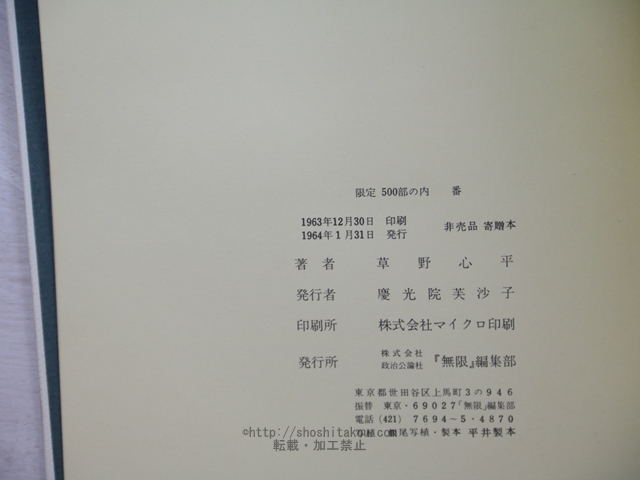 限定 500部の内 番
1963年12月30日 印刷
1964年1月31日 発行
非売品 寄贈本
著者 草野心平
発行者 慶光院芙沙子
印刷所 株式会社マイクロ印刷
発行所 株式会社政治公論社『無限』編集部
東京都世田谷区上馬町3の946
振替 東京・69027「無限」編集部
電話 (421) 7694~5・4870
尾写植・製本 平井製本
©http://shoshitakou.com
転載・加工禁止